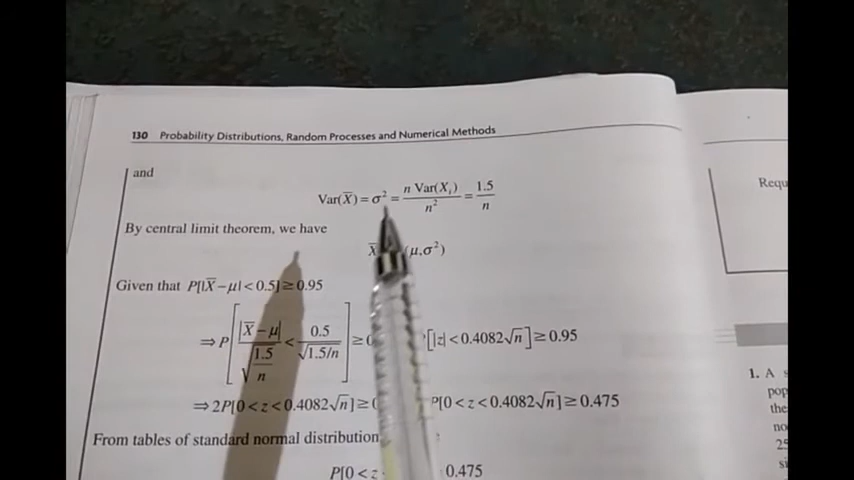 130 Probability Distributions, Random Processes and Numerical Methods
and
Var(X̄) = σ² = n Var(Xᵢ) / n² = 1.5 / n
By central limit theorem, we have
X̄ (μ,σ²)
Given that P[|X̄ − μ| < 0.5] ≥ 0.95
⇒ P[ |X̄ − μ| / √(1.5/n) < 0.5 / √(1.5/n) ] ≥ [|z| < 0.4082√n] ≥ 0.95
⇒ 2P[0 < z < 0.4082√n] ≥ P[0 < z < 0.4082√n] ≥ 0.475
From tables of standard normal distribution
P[0 < z 0.475
Requ
1. A
pop
the
no
25
si